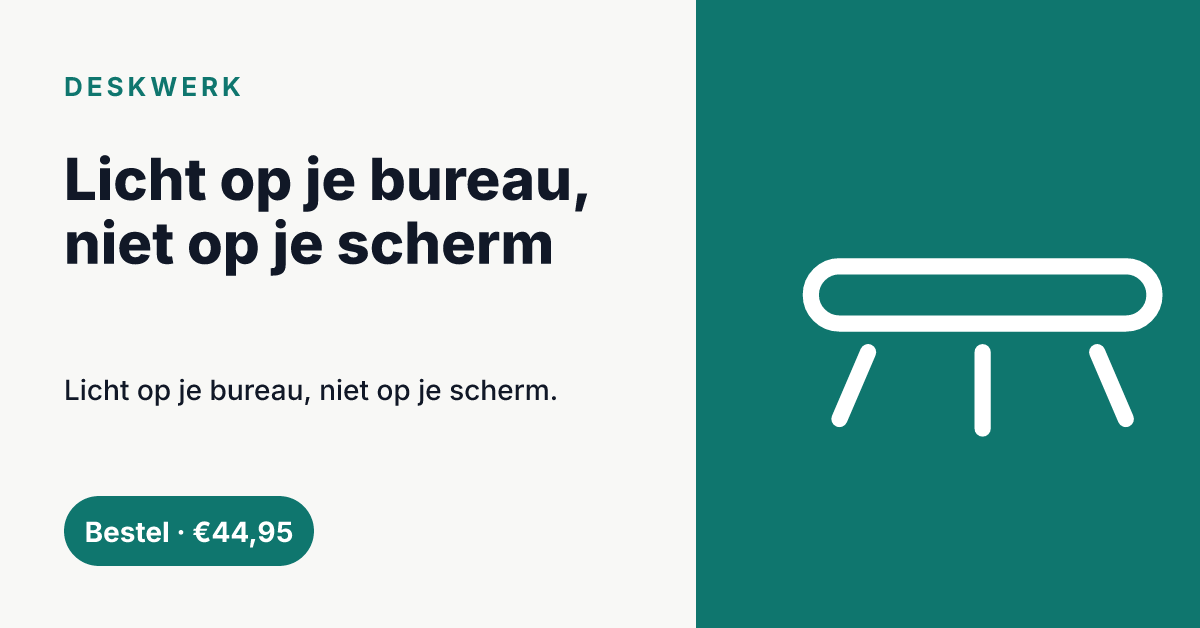 DESKWERK
Licht op je bureau,
niet op je scherm
Licht op je bureau, niet op je scherm.
Bestel · €44,95